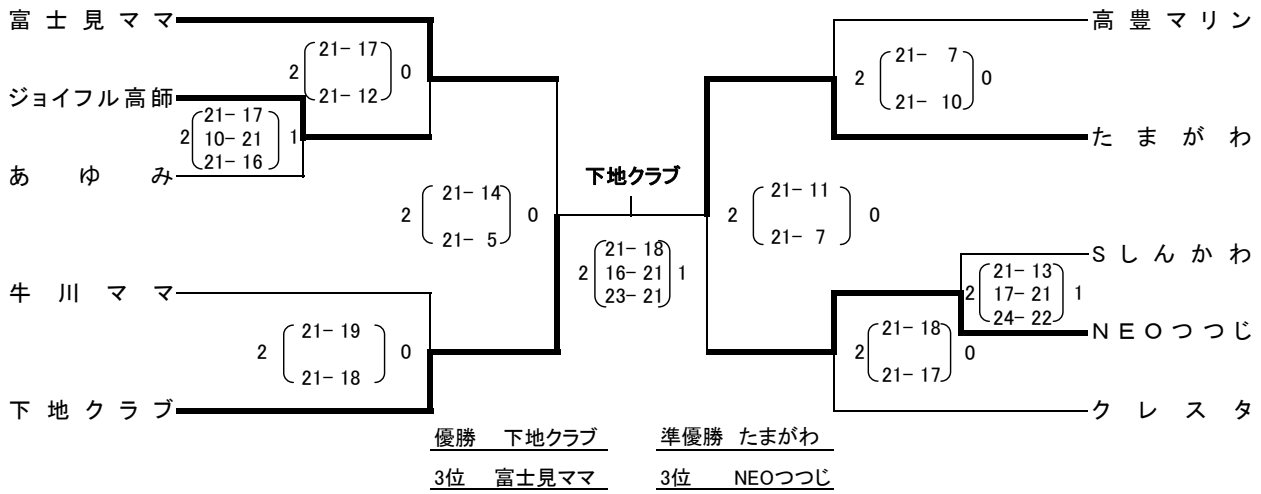 富士見ママ
2 21-17 0
21-12
ジョイフル高師
2 21-17 1
10-21
21-16
あゆみ
2 21-14 0
21-5
牛川ママ
2 21-19 0
21-18
下地クラブ
下地クラブ
2 21-18 1
16-21
23-21
高豊マリン
2 21-7 0
21-10
たまがわ
2 21-11 0
21-7
Sしんかわ
2 21-13 1
17-21
24-22
NEOつつじ
2 21-18 0
21-17
クレスタ
優勝 下地クラブ
準優勝 たまがわ
3位 富士見ママ
3位 NEOつつじ